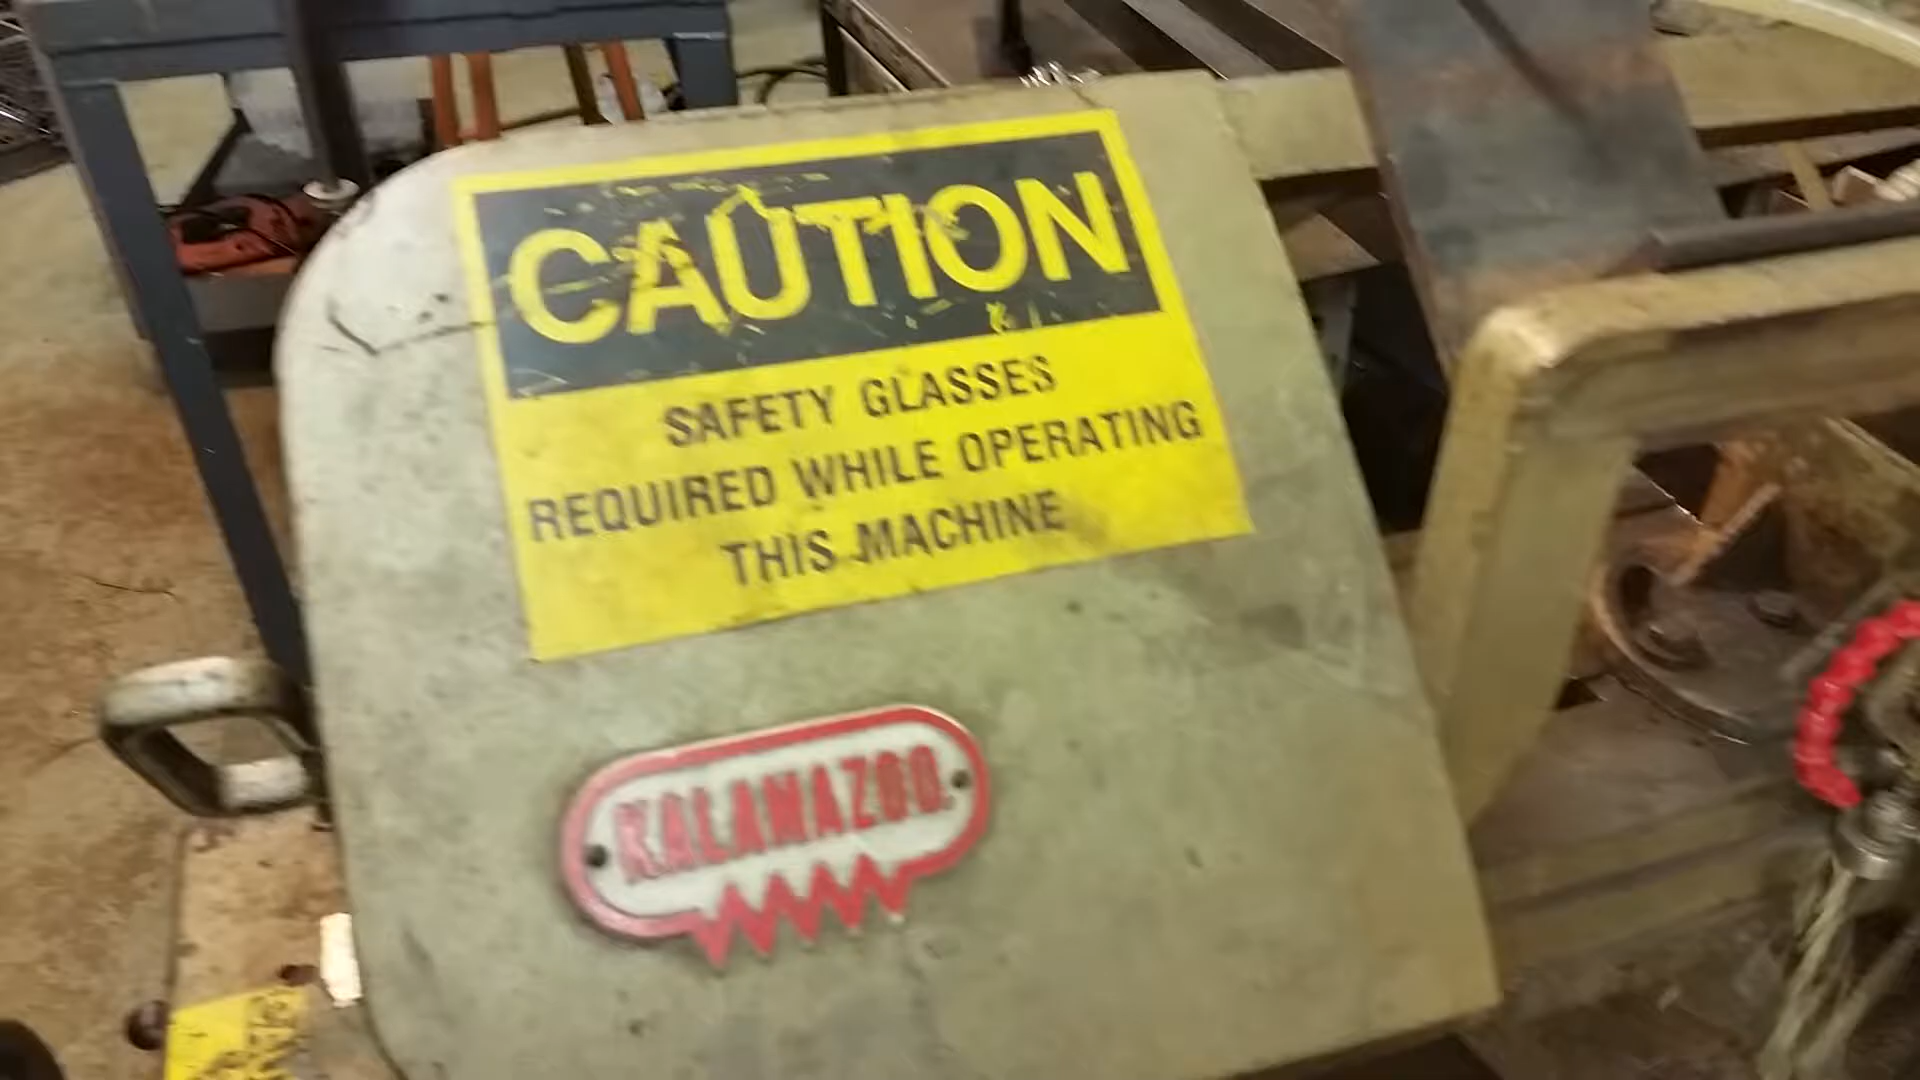 CAUTION
SAFETY GLASSES
REQUIRED WHILE OPERATING
THIS MACHINE
KALAMAZOO